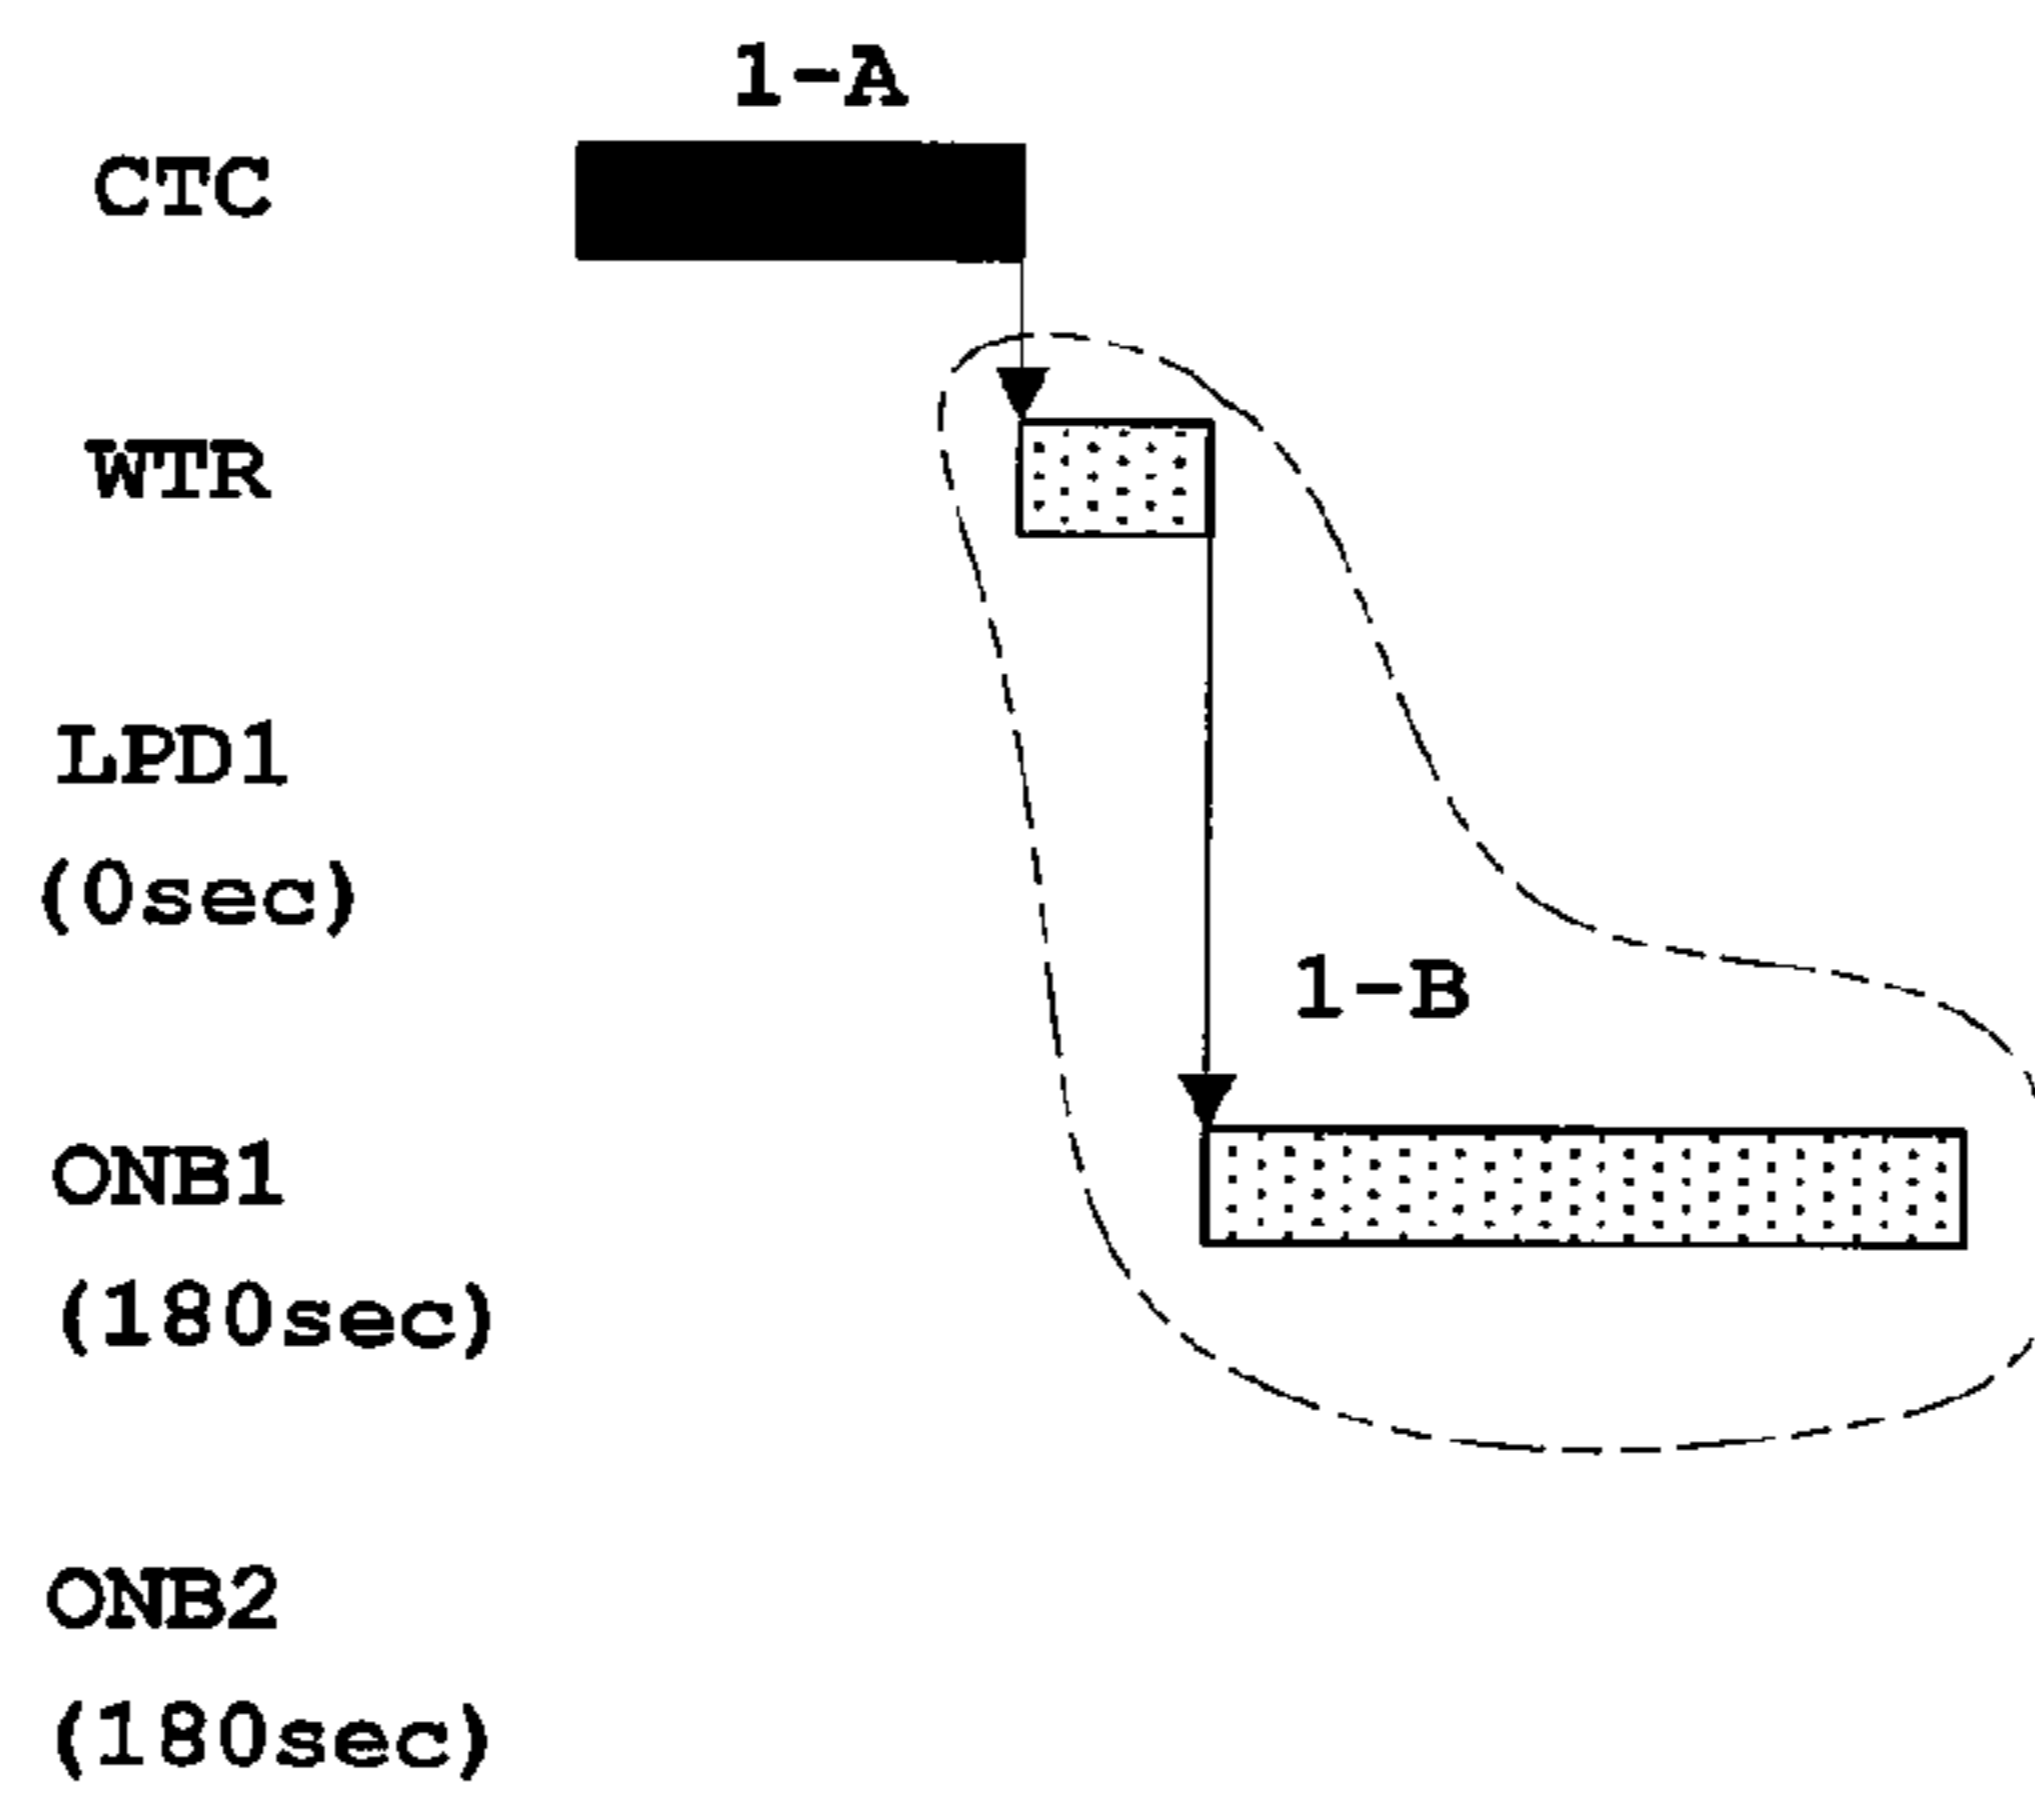 1-A
CTC
WTR
LPD1
(0sec)
1-B
ONB1
(180sec)
ONB2
(180sec)